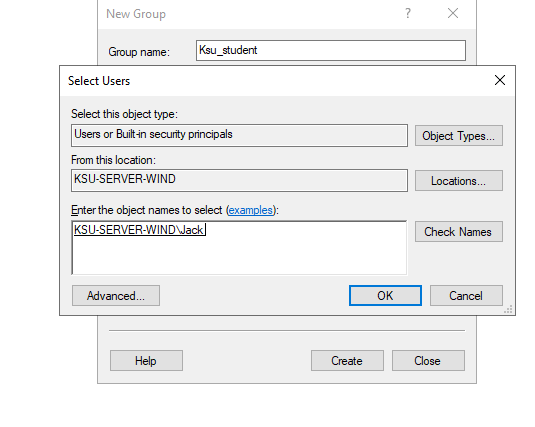 New Group
Group name: Ksu_student
Select Users
Select this object type:
Users or Built-in security principals
Object Types...
From this location:
KSU-SERVER-WIND
Locations...
Enter the object names to select (examples):
KSU-SERVER-WIND\Jack
Check Names
Advanced...
OK
Cancel
Help
Create
Close